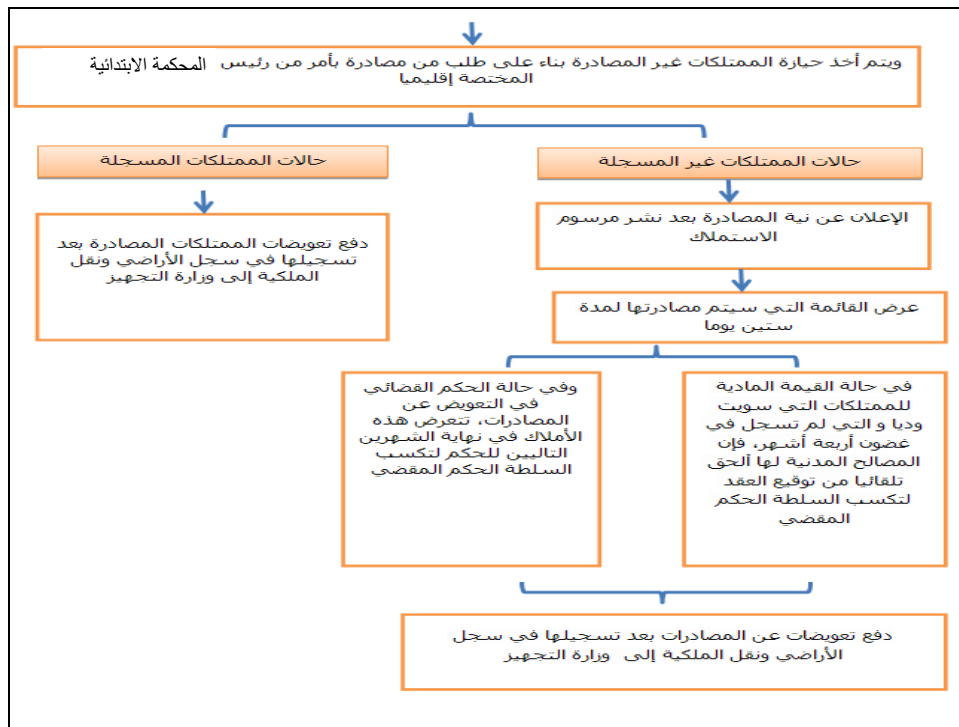 ويتم أخذ حيازة الممتلكات غير المصادرة بناء على طلب من مصادرة بأمر من رئيس المحكمة الابتدائية
المختصة إقليميا
حالات الممتلكات غير المسجلة
حالات الممتلكات المسجلة
الإعلان عن نية المصادرة بعد نشر مرسوم
الاستملاك
دفع تعويضات الممتلكات المصادرة بعد
تسجيلها في سجل الأراضي ونقل
الملكية إلى وزارة التجهيز
عرض القائمة التي سيتم مصادرتها لمدة
ستين يوما
في حالة القيمة المادية
للممتلكات التي سويت
وديا و التي لم تسجل في
غضون أربعة أشهر، فإن
المصالح المدنية لها ألحق
تلقائيا من توقيع العقد
لتكسب السلطة الحكم
المقضي
وفي حالة الحكم القضائي
في التعويض عن
المصادرات، تتعرض هذه
الأملاك في نهاية الشهرين
التاليين للحكم لتكسب
السلطة الحكم المقضي
دفع تعويضات عن المصادرات بعد تسجيلها في سجل
الأراضي ونقل الملكية إلى وزارة التجهيز